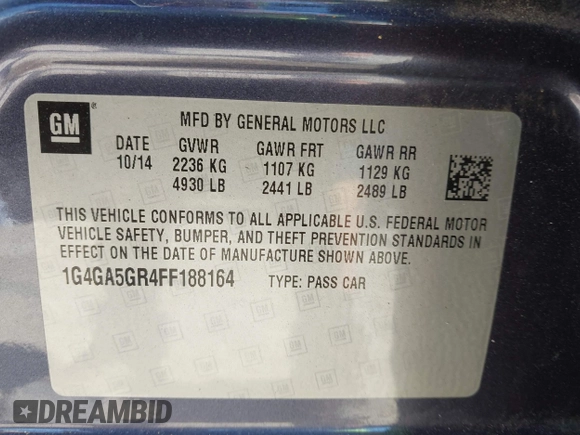 GM
MFD BY GENERAL MOTORS LLC
DATE GVWR GAWR FRT GAWR RR
10/14 2236 KG 1107 KG 1129 KG
4930 LB 2441 LB 2489 LB
THIS VEHICLE CONFORMS TO ALL APPLICABLE U.S. FEDERAL MOTOR
VEHICLE SAFETY, BUMPER, AND THEFT PREVENTION STANDARDS IN
EFFECT ON THE DATE OF MANUFACTURE SHOWN ABOVE.
1G4GA5GR4FF188164 TYPE: PASS CAR
DREAMBID